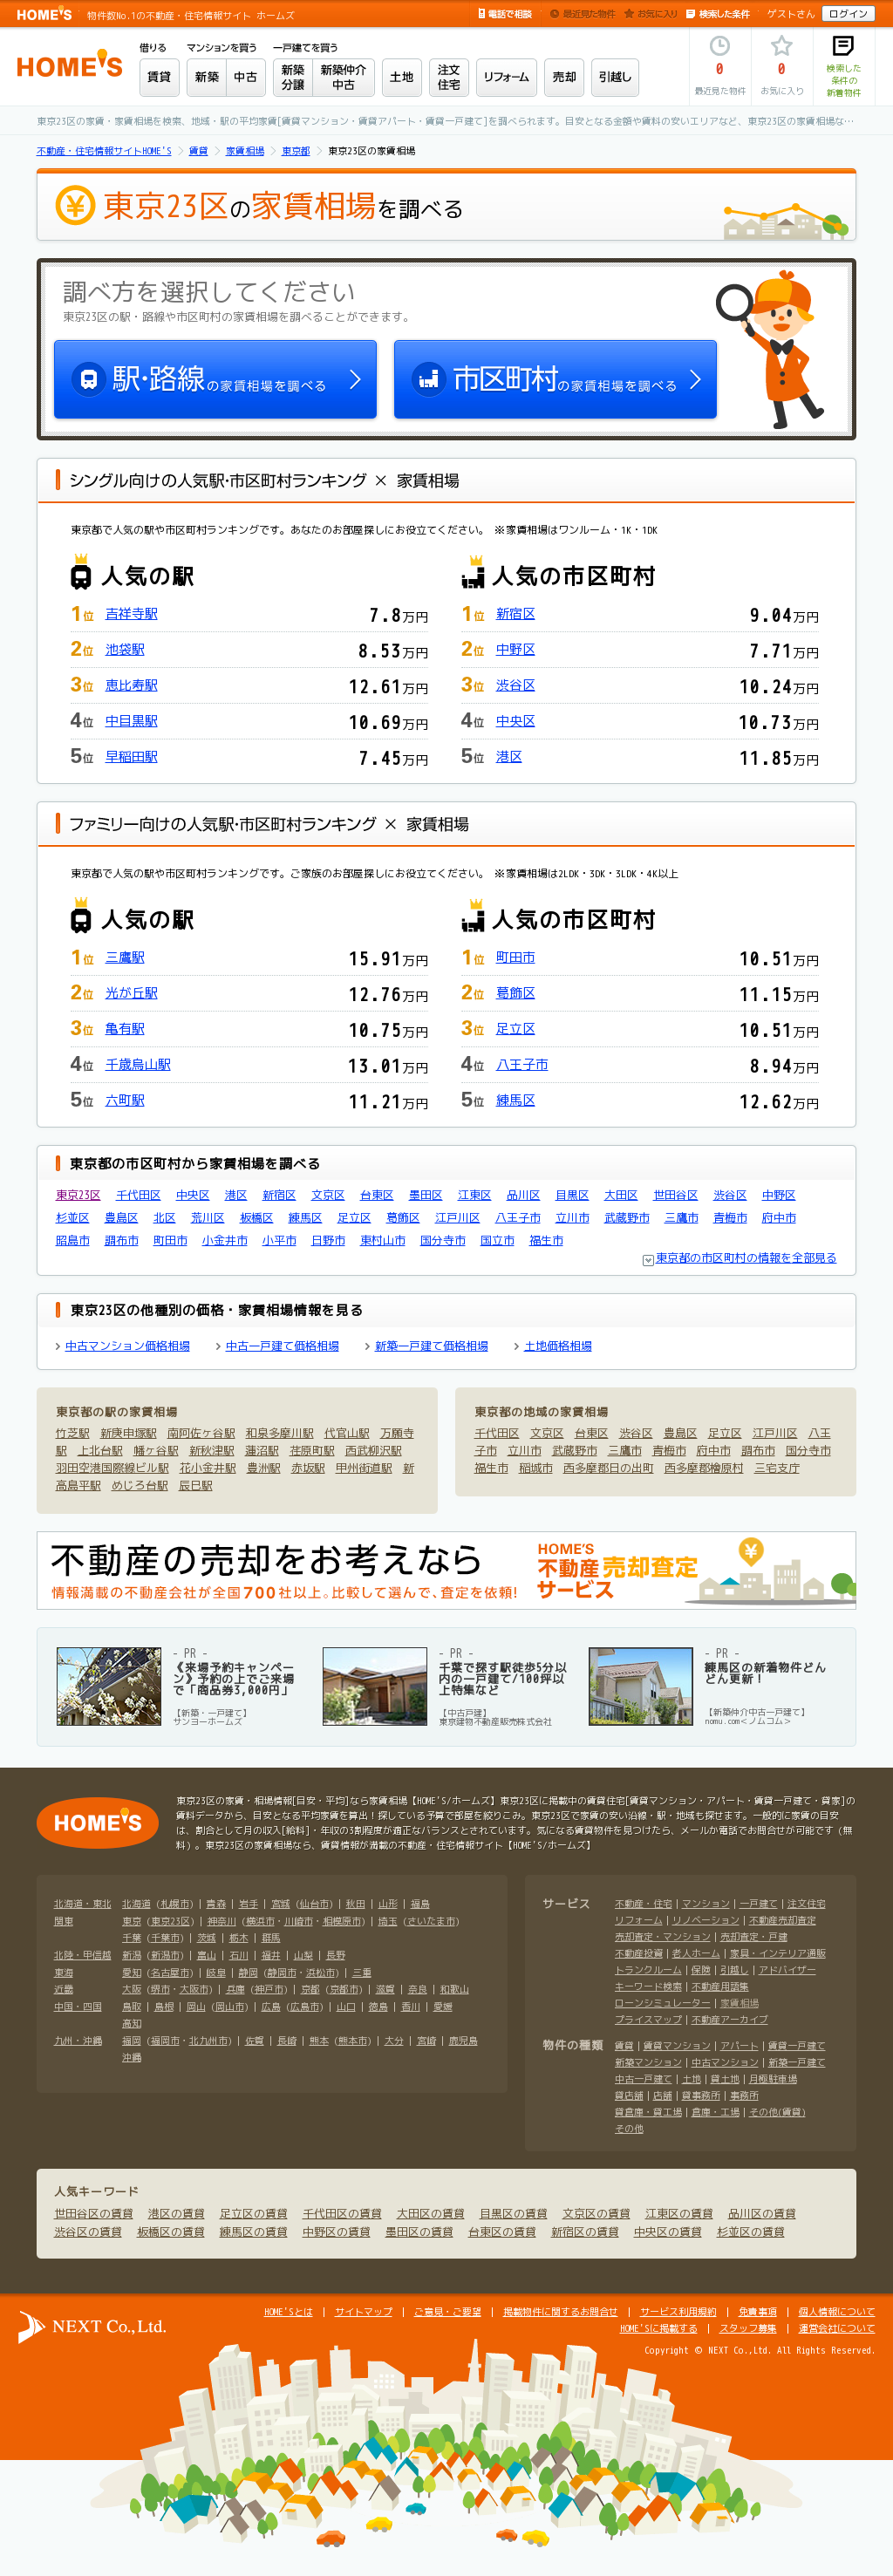 HOME'S 物件数No.1の不動産・住宅情報サイト ホームズ
電話で相談 最近見た物件 お気に入り 検索した条件 ゲストさん ログイン
HOME'S
借りる マンションを買う 一戸建てを買う
賃貸 新築 中古 新築分譲 新築仲介中古 土地 注文住宅 リフォーム 売却 引越し
0 最近見た物件
0 お気に入り
検索した条件の新着物件
東京23区の家賃・家賃相場を検索、地域・駅の平均家賃[賃貸マンション・賃貸アパート・賃貸一戸建て]を調べられます。目安となる金額や賃料の安いエリアなど、東京23区の家賃相場な…
不動産・住宅情報サイトHOME'S 賃貸 家賃相場 東京都 東京23区の家賃相場
東京23区の家賃相場を調べる
調べ方を選択してください
東京23区の駅・路線や市区町村の家賃相場を調べることができます。
駅・路線の家賃相場を調べる
市区町村の家賃相場を調べる
シングル向けの人気駅・市区町村ランキング × 家賃相場
東京都で人気の駅や市区町村ランキングです。あなたのお部屋探しにお役立てください。 ※家賃相場はワンルーム・1K・1DK
人気の駅
1位 吉祥寺駅 7.8万円
2位 池袋駅 8.53万円
3位 恵比寿駅 12.61万円
4位 中目黒駅 10.69万円
5位 早稲田駅 7.45万円
人気の市区町村
1位 新宿区 9.04万円
2位 中野区 7.71万円
3位 渋谷区 10.24万円
4位 中央区 10.73万円
5位 港区 11.85万円
ファミリー向けの人気駅・市区町村ランキング × 家賃相場
東京都で人気の駅や市区町村ランキングです。ご家族のお部屋探しにお役立てください。 ※家賃相場は2LDK・3DK・3LDK・4K以上
人気の駅
1位 三鷹駅 15.91万円
2位 光が丘駅 12.76万円
3位 亀有駅 10.75万円
4位 千歳烏山駅 13.01万円
5位 六町駅 11.21万円
人気の市区町村
1位 町田市 10.51万円
2位 葛飾区 11.15万円
3位 足立区 10.51万円
4位 八王子市 8.94万円
5位 練馬区 12.62万円
東京都の市区町村から家賃相場を調べる
東京23区 千代田区 中央区 港区 新宿区 文京区 台東区 墨田区 江東区 品川区 目黒区 大田区 世田谷区 渋谷区 中野区
杉並区 豊島区 北区 荒川区 板橋区 練馬区 足立区 葛飾区 江戸川区 八王子市 立川市 武蔵野市 三鷹市 青梅市 府中市
昭島市 調布市 町田市 小金井市 小平市 日野市 東村山市 国分寺市 国立市 福生市
東京都の市区町村の情報を全部見る
東京23区の他種別の価格・家賃相場情報を見る
中古マンション価格相場 中古一戸建て価格相場 新築一戸建て価格相場 土地価格相場
東京都の駅の家賃相場
竹芝駅 新庚申塚駅 南阿佐ヶ谷駅 和泉多摩川駅 代官山駅 万願寺
駅 上北台駅 幡ヶ谷駅 新秋津駅 蓮沼駅 荏原町駅 西武柳沢駅
羽田空港国際線ビル駅 花小金井駅 豊洲駅 赤坂駅 甲州街道駅 新
高島平駅 めじろ台駅 辰巳駅
東京都の地域の家賃相場
千代田区 文京区 台東区 渋谷区 豊島区 足立区 江戸川区 八王
子市 立川市 武蔵野市 三鷹市 青梅市 府中市 調布市 国分寺市
福生市 稲城市 西多摩郡日の出町 西多摩郡檜原村 三宅支庁
不動産の売却をお考えなら
情報満載の不動産会社が全国700社以上。比較して選んで、査定を依頼!
HOME'S
不動産売却査定
サービス
- PR -
《来場予約キャンペー
ン》予約の上でご来場
で「商品券3,000円」
【新築・一戸建て】
サンヨーホームズ
- PR -
千葉で探す駅徒歩5分以
内の一戸建て/100坪以
上特集など
【中古戸建】
東京建物不動産販売株式会社
- PR -
練馬区の新着物件どん
どん更新!
【新築仲介中古一戸建て】
nomu.com<ノムコム>
HOME'S
東京23区の家賃・相場情報[目安・平均]なら家賃相場【HOME'S/ホームズ】東京23区に掲載中の賃貸住宅[賃貸マンション・アパート・賃貸一戸建て・貸家]の
賃料データから、目安となる平均家賃を算出!探している予算で部屋を絞りこみ。東京23区で家賃の安い沿線・駅・地域も探せます。一般的に家賃の目安
は、割合として月の収入[給料]・年収の3割程度が適正なバランスとされています。気になる賃貸物件を見つけたら、メールか電話でお問合せが可能です(無
料)。東京23区の家賃相場なら、賃貸情報が満載の不動産・住宅情報サイト【HOME'S/ホームズ】
北海道・東北 北海道 (札幌市) | 青森 | 岩手 | 宮城 (仙台市) | 秋田 | 山形 | 福島
関東 東京 (東京23区) | 神奈川 (横浜市・川崎市・相模原市) | 埼玉 (さいたま市)
千葉 (千葉市) | 茨城 | 栃木 | 群馬
北陸・甲信越 新潟 (新潟市) | 富山 | 石川 | 福井 | 山梨 | 長野
東海 愛知 (名古屋市) | 岐阜 | 静岡 (静岡市・浜松市) | 三重
近畿 大阪 (堺市・大阪市) | 兵庫 (神戸市) | 京都 (京都市) | 滋賀 | 奈良 | 和歌山
中国・四国 鳥取 | 島根 | 岡山 (岡山市) | 広島 (広島市) | 山口 | 徳島 | 香川 | 愛媛
高知
九州・沖縄 福岡 (福岡市・北九州市) | 佐賀 | 長崎 | 熊本 (熊本市) | 大分 | 宮崎 | 鹿児島
沖縄
サービス 不動産・住宅 | マンション | 一戸建て | 注文住宅
リフォーム | リノベーション | 不動産売却査定
売却査定・マンション | 売却査定・戸建
不動産投資 | 老人ホーム | 家具・インテリア通販
トランクルーム | 保険 | 引越し | アドバイザー
キーワード検索 | 不動産用語集
ローンシミュレーター | 家賃相場
プライスマップ | 不動産アーカイブ
物件の種類 賃貸 | 賃貸マンション | アパート | 賃貸一戸建て
新築マンション | 中古マンション | 新築一戸建て
中古一戸建て | 土地 | 貸土地 | 月極駐車場
貸店舗 | 店舗 | 貸事務所 | 事務所
貸倉庫・貸工場 | 倉庫・工場 | その他(賃貸)
その他
人気キーワード
世田谷区の賃貸 港区の賃貸 足立区の賃貸 千代田区の賃貸 大田区の賃貸 目黒区の賃貸 文京区の賃貸 江東区の賃貸 品川区の賃貸
渋谷区の賃貸 板橋区の賃貸 練馬区の賃貸 中野区の賃貸 墨田区の賃貸 台東区の賃貸 新宿区の賃貸 中央区の賃貸 杉並区の賃貸
NEXT Co.,Ltd.
HOME'Sとは | サイトマップ | ご意見・ご要望 | 掲載物件に関するお問合せ | サービス利用規約 | 免責事項 | 個人情報について
HOME'Sに掲載する | スタッフ募集 | 運営会社について
Copyright © NEXT Co.,Ltd. All Rights Reserved.